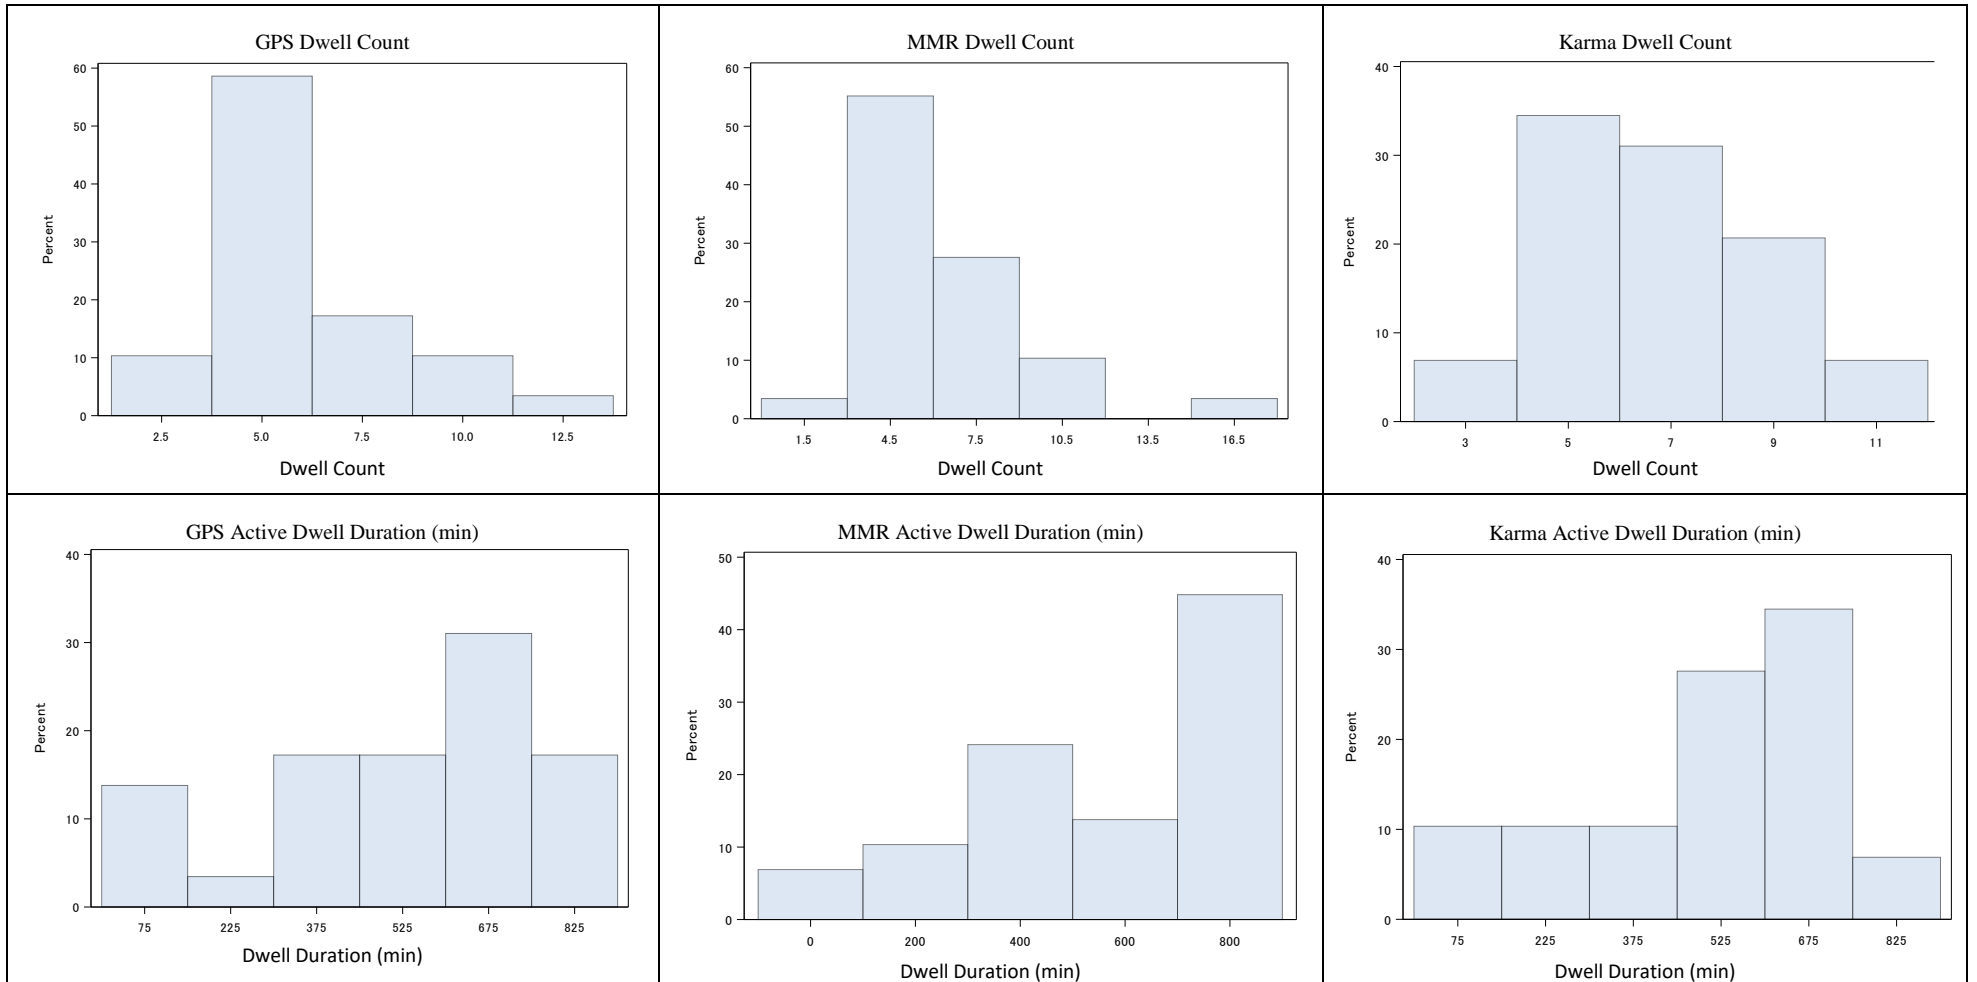 GPS Dwell Count
60
50
40
30
20
10
0
Percent
2.5 5.0 7.5 10.0 12.5
Dwell Count
MMR Dwell Count
60
50
40
30
20
10
0
Percent
1.5 4.5 7.5 10.5 13.5 16.5
Dwell Count
Karma Dwell Count
40
30
20
10
0
Percent
3 5 7 9 11
Dwell Count
GPS Active Dwell Duration (min)
40
30
20
10
0
Percent
75 225 375 525 675 825
Dwell Duration (min)
MMR Active Dwell Duration (min)
50
40
30
20
10
0
Percent
0 200 400 600 800
Dwell Duration (min)
Karma Active Dwell Duration (min)
40
30
20
10
0
Percent
75 225 375 525 675 825
Dwell Duration (min)